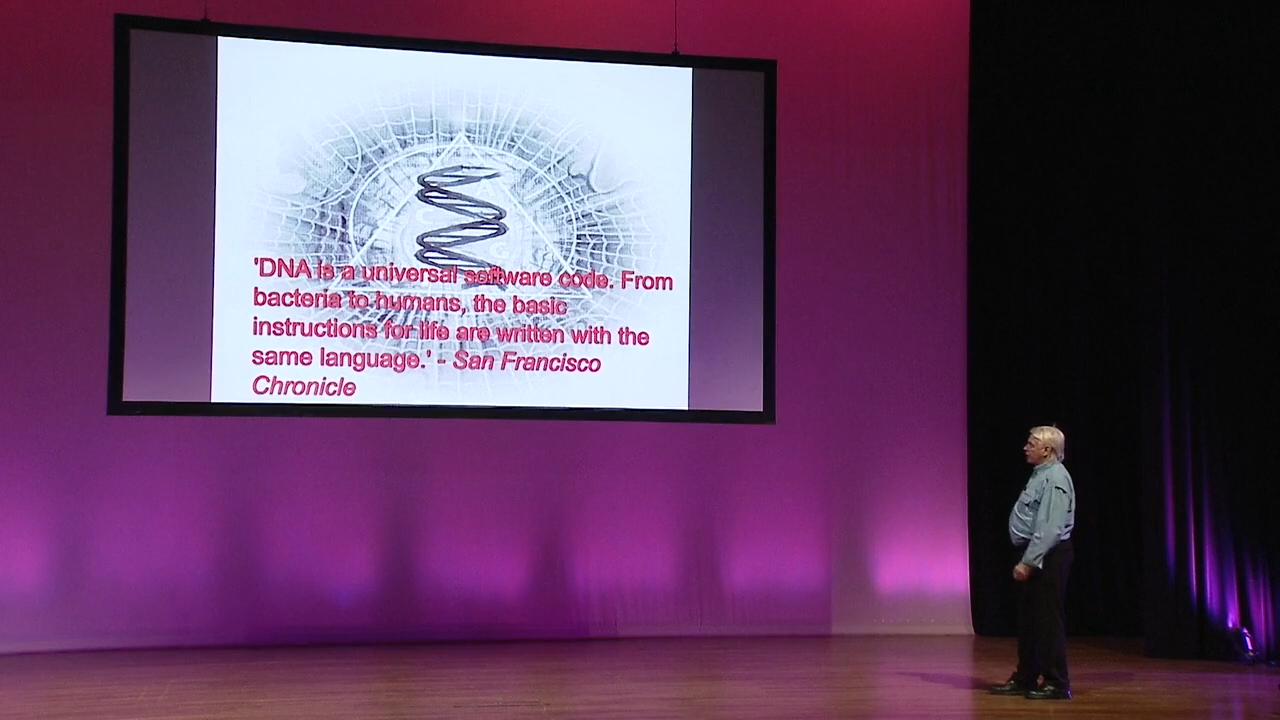 'DNA is a universal software code. From
bacteria to humans, the basic
instructions for life are written with the
same language.' - San Francisco
Chronicle